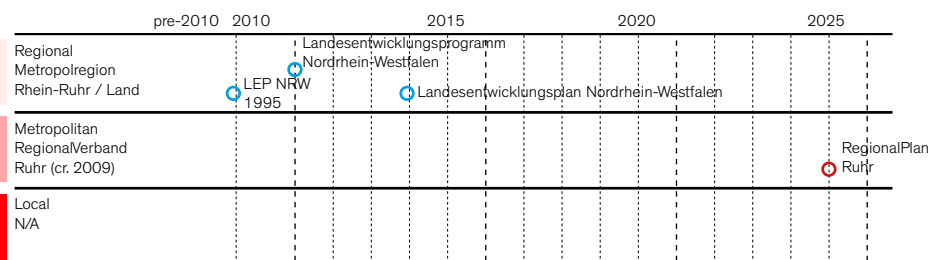 pre-2010 2010 2015 2020 2025
Regional
Metropolregion
Rhein-Ruhr / Land
Landesentwicklungsprogramm
Nordrhein-Westfalen
LEP NRW
1995
Landesentwicklungsplan Nordrhein-Westfalen
Metropolitan
RegionalVerband
Ruhr (cr. 2009)
RegionalPlan
Ruhr
Local
N/A